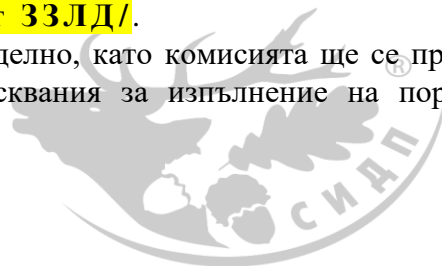 ЗЗЛД/.
делно, като комисията ще се пр
сквания за изпълнение на пор
®
СИДП